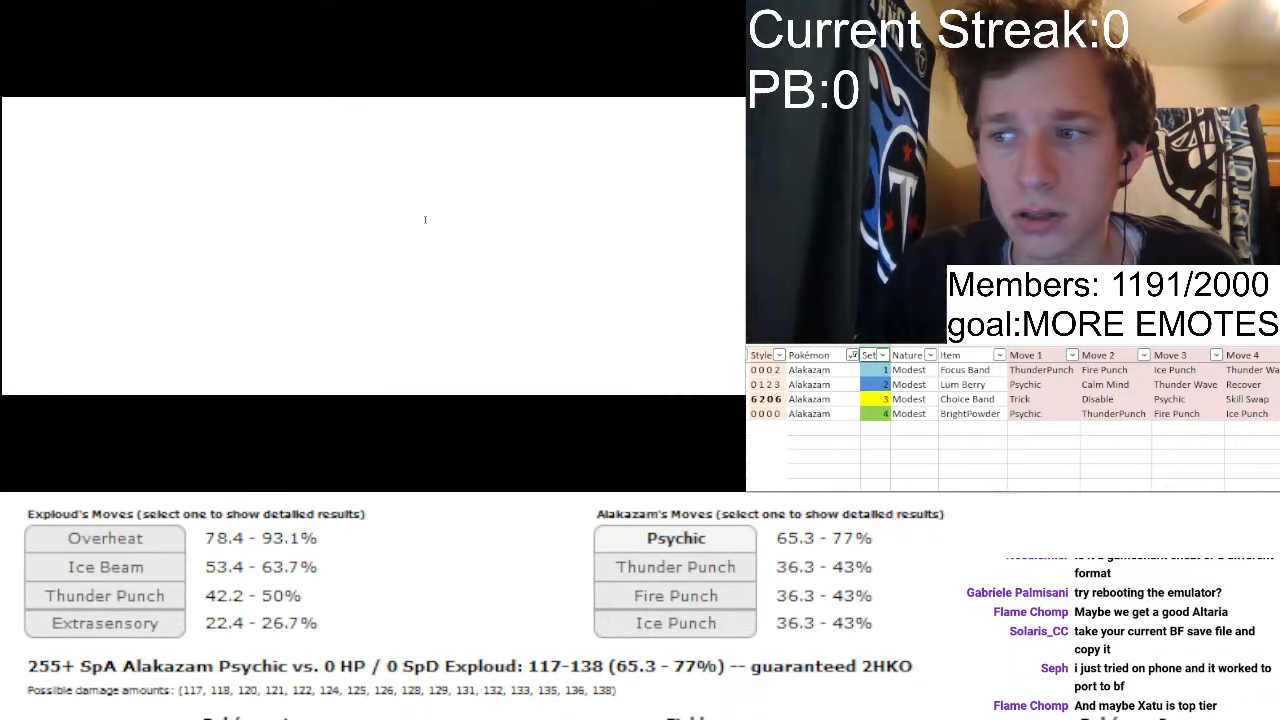 Current Streak:0
PB:0
Members: 1191/2000
goal:MORE EMOTES
Style Pokémon Set Nature Item Move 1 Move 2 Move 3 Move 4
0 0 0 2 Alakazam 1 Modest Focus Band ThunderPunch Fire Punch Ice Punch Thunder Wa
0 1 2 3 Alakazam 2 Modest Lum Berry Psychic Calm Mind Thunder Wave Recover
6 2 0 6 Alakazam 3 Modest Choice Band Trick Disable Psychic Skill Swap
0 0 0 0 Alakazam 4 Modest BrightPowder Psychic ThunderPunch Fire Punch Ice Punch
Exploud's Moves (select one to show detailed results)
Overheat 78.4 - 93.1%
Ice Beam 53.4 - 63.7%
Thunder Punch 42.2 - 50%
Extrasensory 22.4 - 26.7%
Alakazam's Moves (select one to show detailed results)
Psychic 65.3 - 77%
Thunder Punch 36.3 - 43%
Fire Punch 36.3 - 43%
Ice Punch 36.3 - 43%
255+ SpA Alakazam Psychic vs. 0 HP / 0 SpD Exploud: 117-138 (65.3 - 77%) -- guaranteed 2HKO
Possible damage amounts: (117, 118, 120, 121, 122, 124, 125, 126, 128, 129, 131, 132, 133, 135, 136, 138)
format
Gabriele Palmisani try rebooting the emulator?
Flame Chomp Maybe we get a good Altaria
Solaris_CC take your current BF save file and
copy it
Seph i just tried on phone and it worked to
port to bf
Flame Chomp And maybe Xatu is top tier